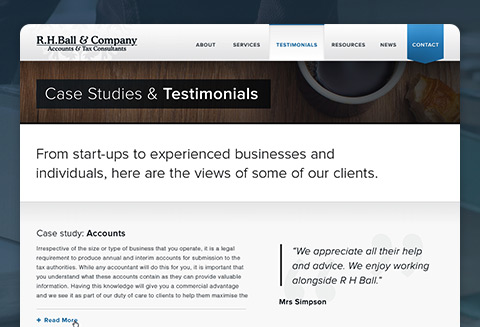 R.H.Ball & Company
Accounts & Tax Consultants
ABOUT SERVICES TESTIMONIALS RESOURCES NEWS CONTACT
Case Studies & Testimonials
From start-ups to experienced businesses and
individuals, here are the views of some of our clients.
Case study: Accounts
Irrespective of the size or type of business that you operate, it is a legal
requirement to produce annual and interim accounts for submission to the
tax authorities. While any accountant will do this for you, it is important that
you understand what these accounts contain as they can provide valuable
information. Having this knowledge will give you a commercial advantage
and we see it as part of our duty of care to clients to help them maximise the
+ Read More
“We appreciate all their help
and advice. We enjoy working
alongside R H Ball.”
Mrs Simpson